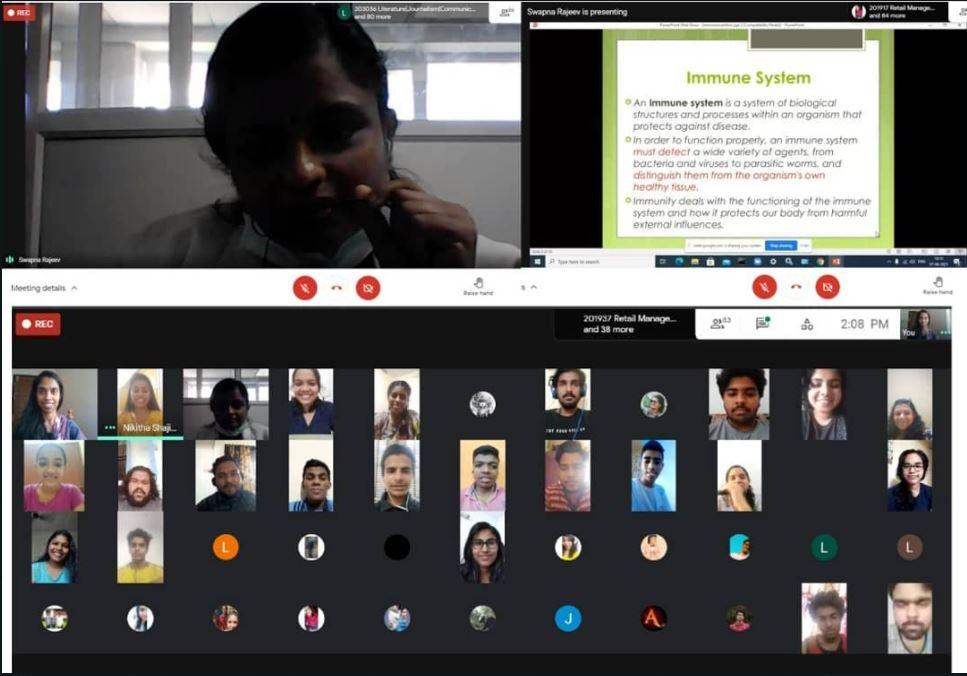 REC
L
203036 Literature|Journalism|Communic...
and 80 more
Swapna Rajeev
Swapna Rajeev is presenting
201917 Retail Manage...
and 84 more
Immune System
An immune system is a system of biological
structures and processes within an organism that
protects against disease.
In order to function properly, an immune system
must detect a wide variety of agents, from
bacteria and viruses to parasitic worms, and
distinguish them from the organism's own
healthy tissue.
Immunity deals with the functioning of the immune
system and how it protects our body from harmful
external influences.
Stop sharing
Type here to search
Meeting details
Raise hand
s
Raise hand
REC
201937 Retail Manage...
and 38 more
83
2:08 PM
You
Nikitha Shaji...
L
L
L
J
A